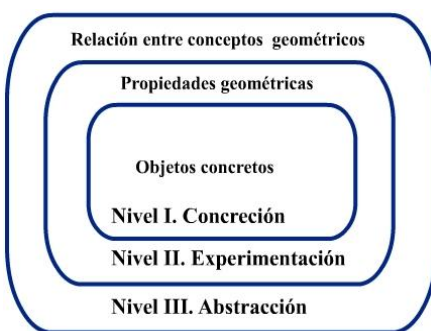 Relación entre conceptos geométricos
Propiedades geométricas
Objetos concretos
Nivel I. Concreción
Nivel II. Experimentación
Nivel III. Abstracción